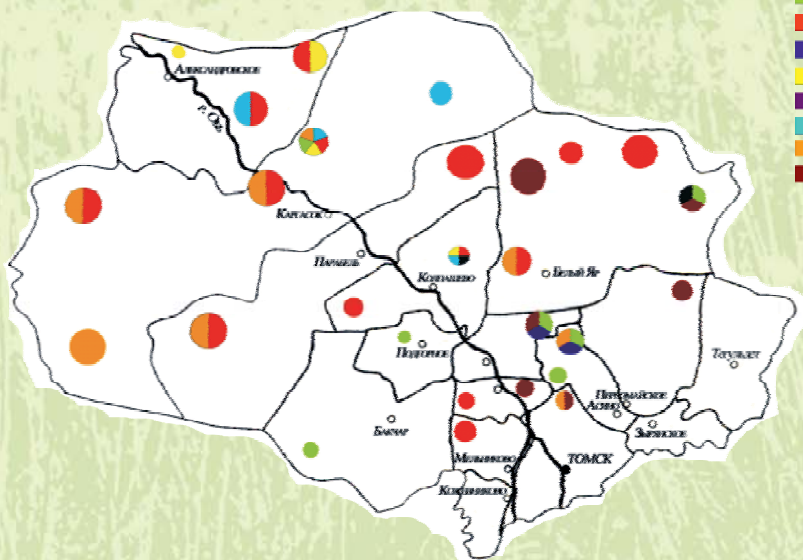 Александровское
р. Обь
Каргасок
Парабель
Колпашево
Белый Яр
Подгорное
Тегульдет
Первомайское
Асино
Бакчар
Зырянское
Мельниково
ТОМСК
Кожевниково